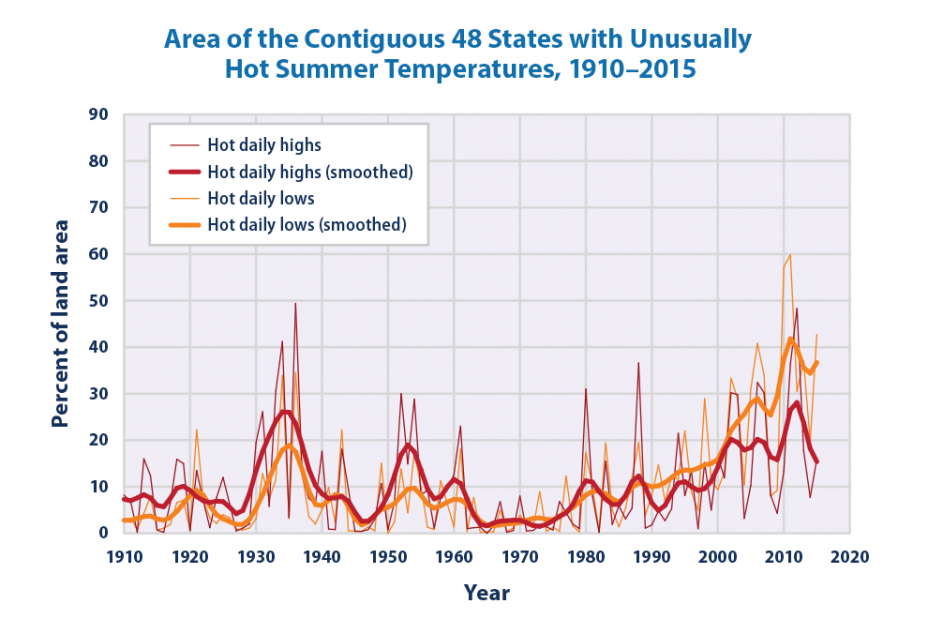 Area of the Contiguous 48 States with Unusually
Hot Summer Temperatures, 1910–2015
90
80
70
60
50
40
30
20
10
0
Hot daily highs
Hot daily highs (smoothed)
Hot daily lows
Hot daily lows (smoothed)
Percent of land area
1910 1920 1930 1940 1950 1960 1970 1980 1990 2000 2010 2020
Year